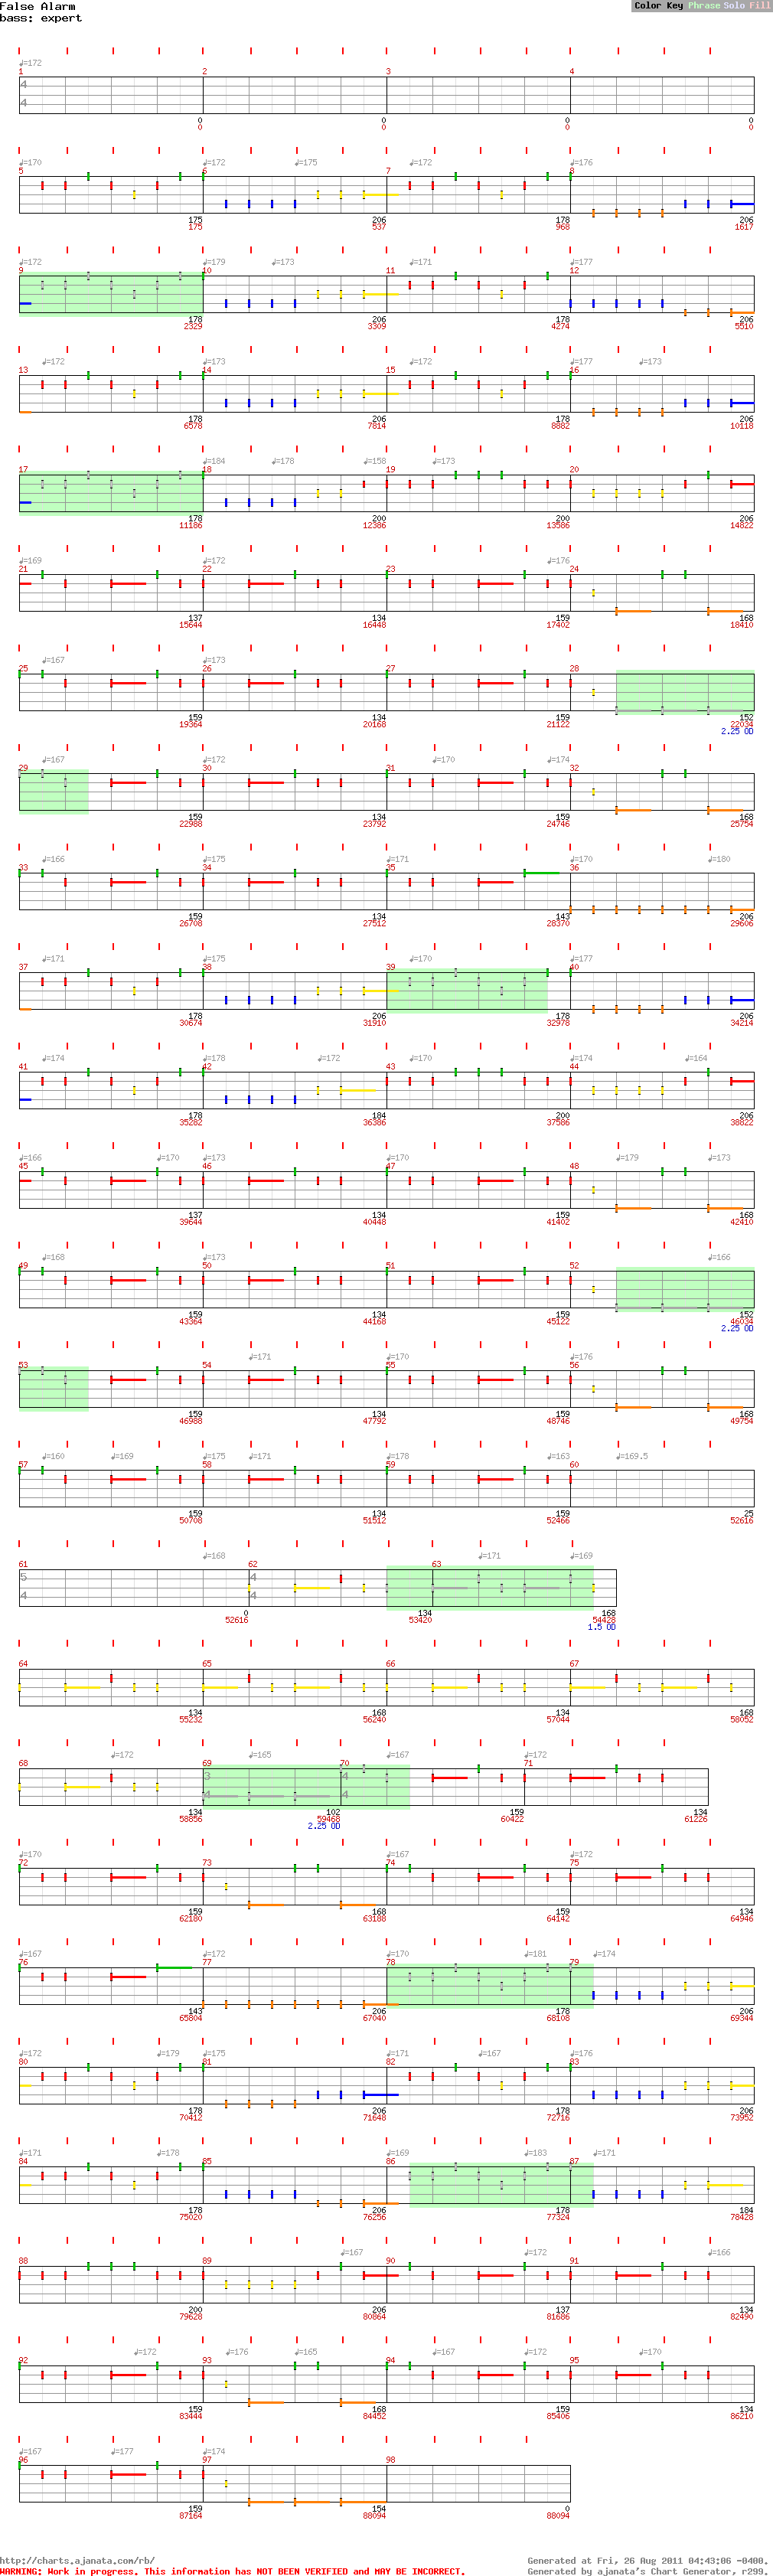 False Alarm
Color Key Phrase Solo Fill
bass: expert
♩=172
1 2 3 4
4
4
0 0 0 0
0 0 0 0
♩=170 ♩=172 ♩=175 ♩=172 ♩=176
5 6 7 8
175 206 178 206
175 537 968 1617
♩=172 ♩=179 ♩=173 ♩=171 ♩=177
9 10 11 12
178 206 178 206
2329 3309 4274 5510
♩=172 ♩=173 ♩=172 ♩=177 ♩=173
13 14 15 16
178 206 178 206
6578 7814 8882 10118
♩=184 ♩=178 ♩=158 ♩=173
17 18 19 20
178 200 200 206
11186 12386 13586 14822
♩=169 ♩=172 ♩=176
21 22 23 24
137 134 159 168
15644 16448 17402 18410
♩=167 ♩=173
25 26 27 28
159 134 159 152
19364 20168 21122 22034
2.25 OD
♩=167 ♩=172 ♩=170 ♩=174
29 30 31 32
159 134 159 168
22988 23792 24746 25754
♩=166 ♩=175 ♩=171 ♩=170 ♩=180
33 34 35 36
159 134 143 206
26708 27512 28370 29606
♩=171 ♩=175 ♩=170 ♩=177
37 38 39 40
178 206 178 206
30674 31910 32978 34214
♩=174 ♩=178 ♩=172 ♩=170 ♩=174 ♩=164
41 42 43 44
178 184 200 206
35282 36386 37586 38822
♩=166 ♩=170 ♩=173 ♩=170 ♩=179 ♩=173
45 46 47 48
137 134 159 168
39644 40448 41402 42410
♩=168 ♩=173 ♩=166
49 50 51 52
159 134 159 152
43364 44168 45122 46034
2.25 OD
♩=171 ♩=170 ♩=176
53 54 55 56
159 134 159 168
46988 47792 48746 49754
♩=160 ♩=169 ♩=175 ♩=171 ♩=178 ♩=163 ♩=169.5
57 58 59 60
159 134 159 25
50708 51512 52466 52616
♩=168 ♩=171 ♩=169
61 62 63
5 4
4 4
0 134 168
52616 53420 54428
1.5 OD
64 65 66 67
134 168 134 168
55232 56240 57044 58052
♩=172 ♩=165 ♩=167 ♩=172
68 69 70 71
3 4
4 4
134 102 159 134
58856 59468 60422 61226
2.25 OD
♩=170 ♩=167 ♩=172
72 73 74 75
159 168 159 134
62180 63188 64142 64946
♩=167 ♩=172 ♩=170 ♩=181 ♩=174
76 77 78 79
143 206 178 206
65804 67040 68108 69344
♩=172 ♩=179 ♩=175 ♩=171 ♩=167 ♩=176
80 81 82 83
178 206 178 206
70412 71648 72716 73952
♩=171 ♩=178 ♩=169 ♩=183 ♩=171
84 85 86 87
178 206 178 184
75020 76256 77324 78428
♩=167 ♩=172 ♩=166
88 89 90 91
200 206 137 134
79628 80864 81686 82490
♩=172 ♩=176 ♩=165 ♩=167 ♩=172 ♩=170
92 93 94 95
159 168 159 134
83444 84452 85406 86210
♩=167 ♩=177 ♩=174
96 97 98
159 154 0
87164 88094 88094
http://charts.ajanata.com/rb/
Generated at Fri, 26 Aug 2011 04:43:06 -0400.
WARNING: Work in progress. This information has NOT BEEN VERIFIED and MAY BE INCORRECT.
Generated by ajanata's Chart Generator, r299.